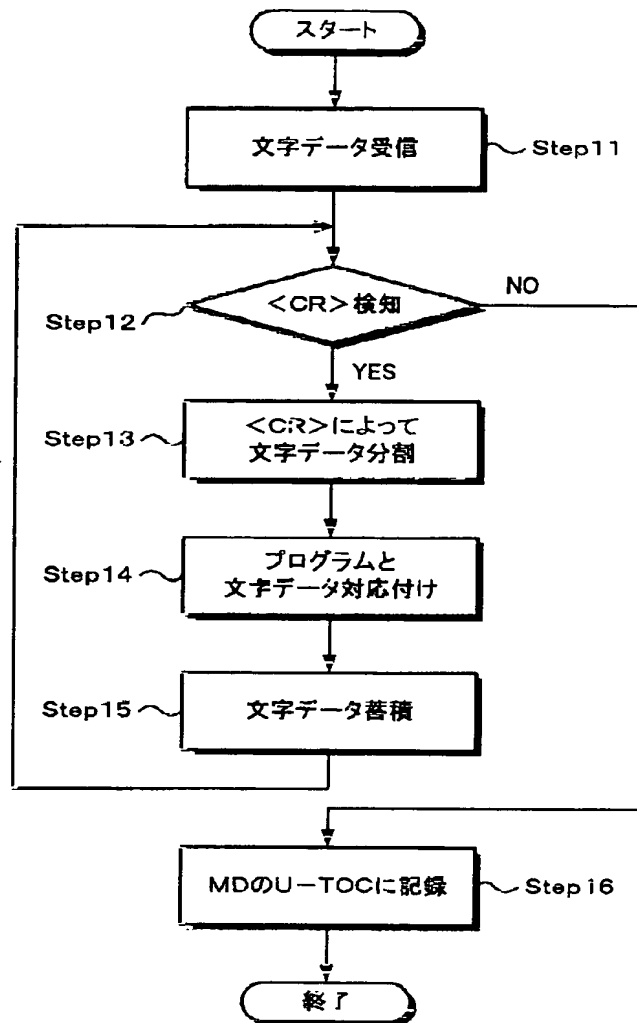 スタート
文字データ受信
Step11
<CR>検知
NO
Step12
YES
<CR>によって
文字データ分割
Step13
プログラムと
文字データ対応付け
Step14
文字データ蓄積
Step15
MDのU-TOCに記録
Step16
終了